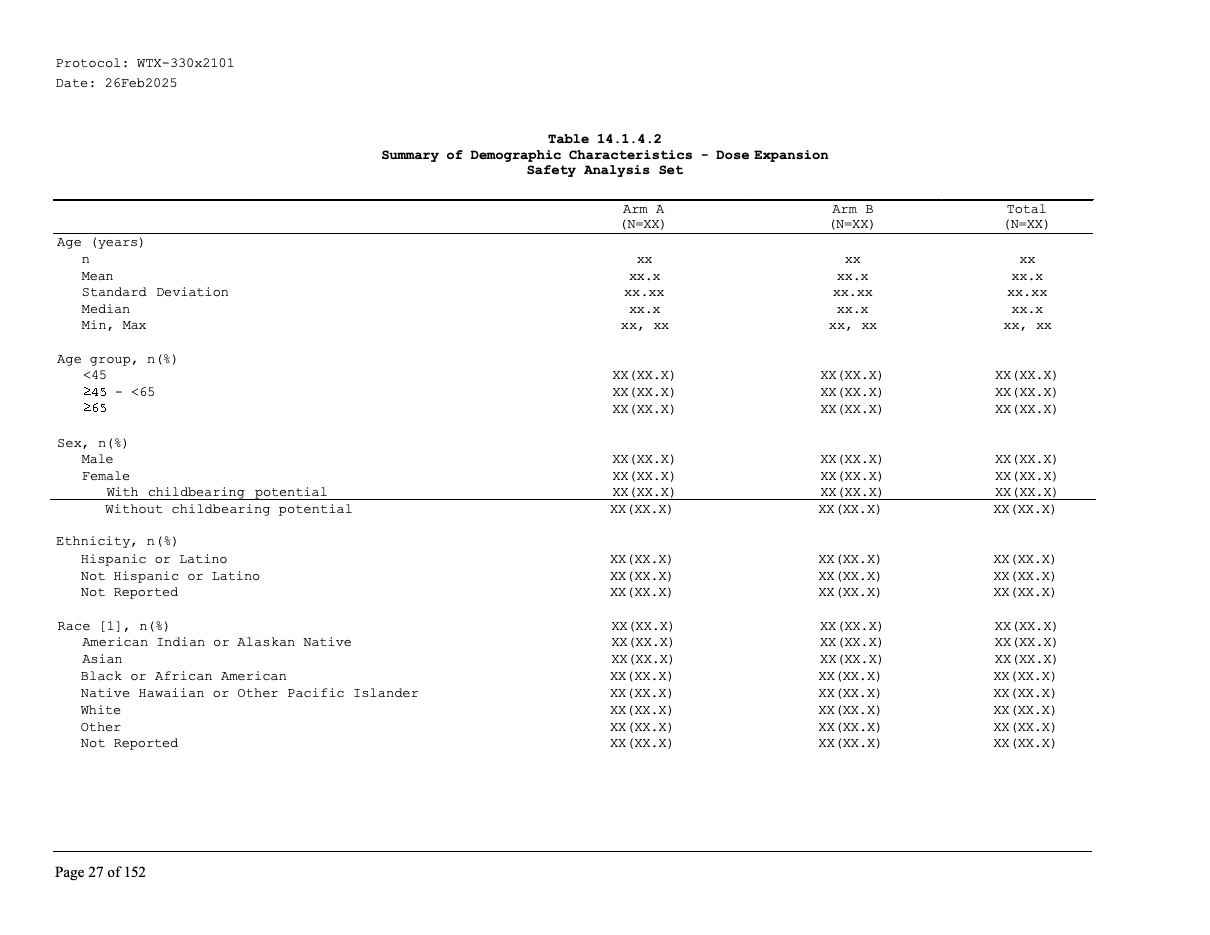 Protocol: WTX-330x2101
Date: 26Feb2025
Table 14.1.4.2
Summary of Demographic Characteristics - Dose Expansion
Safety Analysis Set
Arm A Arm B Total
(N=XX) (N=XX) (N=XX)
Age (years)
n xx xx xx
Mean xx.x xx.x xx.x
Standard Deviation xx.xx xx.xx xx.xx
Median xx.x xx.x xx.x
Min, Max xx, xx xx, xx xx, xx
Age group, n(%)
<45 XX(XX.X) XX(XX.X) XX(XX.X)
≥45 - <65 XX(XX.X) XX(XX.X) XX(XX.X)
≥65 XX(XX.X) XX(XX.X) XX(XX.X)
Sex, n(%)
Male XX(XX.X) XX(XX.X) XX(XX.X)
Female XX(XX.X) XX(XX.X) XX(XX.X)
With childbearing potential XX(XX.X) XX(XX.X) XX(XX.X)
Without childbearing potential XX(XX.X) XX(XX.X) XX(XX.X)
Ethnicity, n(%)
Hispanic or Latino XX(XX.X) XX(XX.X) XX(XX.X)
Not Hispanic or Latino XX(XX.X) XX(XX.X) XX(XX.X)
Not Reported XX(XX.X) XX(XX.X) XX(XX.X)
Race [1], n(%) XX(XX.X) XX(XX.X) XX(XX.X)
American Indian or Alaskan Native XX(XX.X) XX(XX.X) XX(XX.X)
Asian XX(XX.X) XX(XX.X) XX(XX.X)
Black or African American XX(XX.X) XX(XX.X) XX(XX.X)
Native Hawaiian or Other Pacific Islander XX(XX.X) XX(XX.X) XX(XX.X)
White XX(XX.X) XX(XX.X) XX(XX.X)
Other XX(XX.X) XX(XX.X) XX(XX.X)
Not Reported XX(XX.X) XX(XX.X) XX(XX.X)
Page 27 of 152